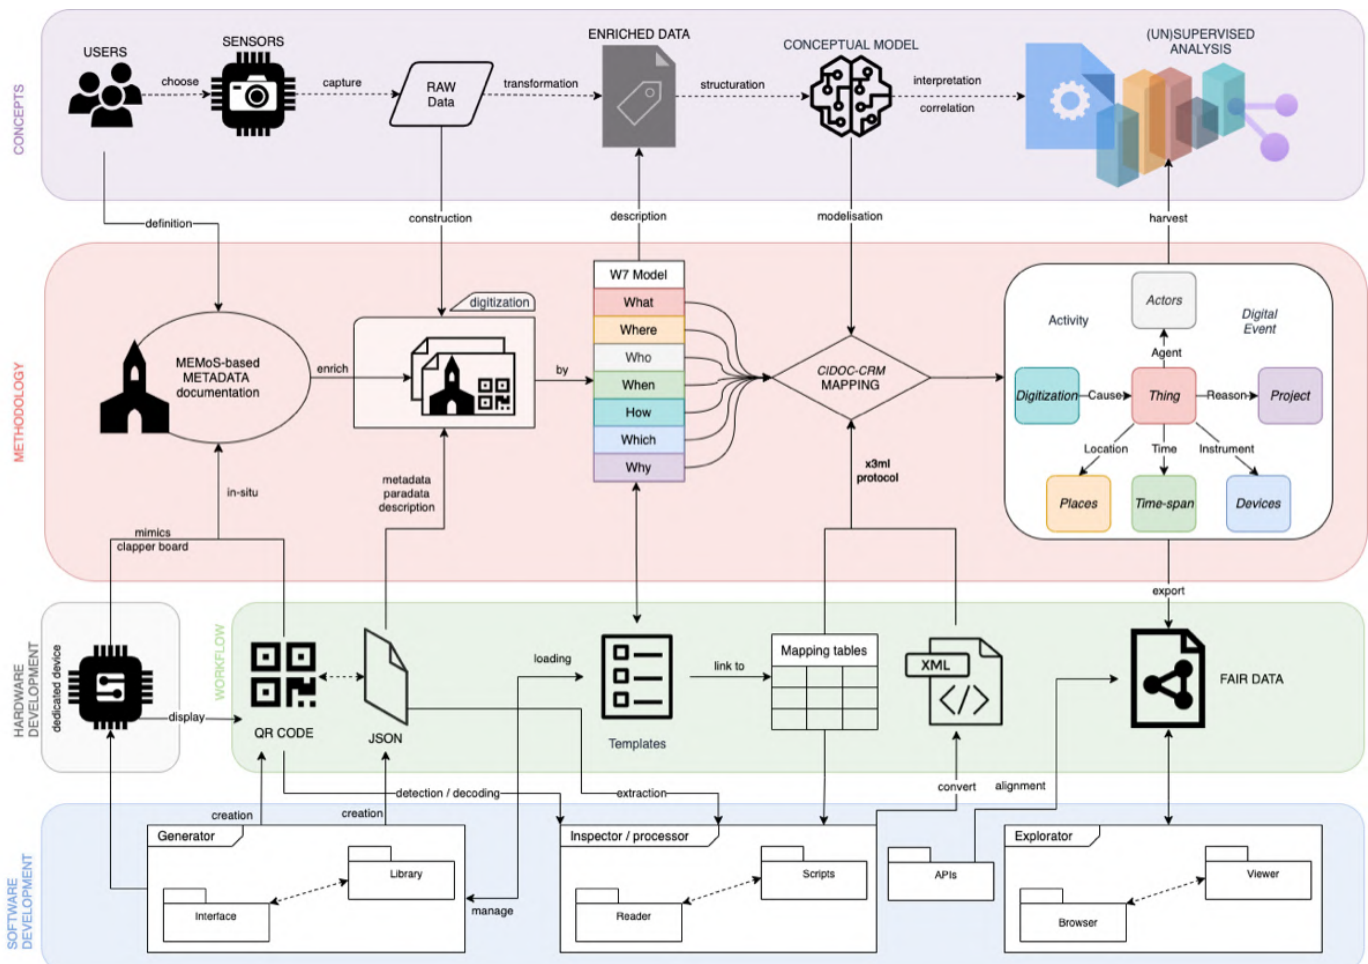 CONCEPTS
USERS
choose
SENSORS
capture
RAW
Data
transformation
ENRICHED DATA
structuration
CONCEPTUAL MODEL
interpretation
correlation
(UN)SUPERVISED
ANALYSIS
definition
construction
description
modelisation
harvest
METHODOLOGY
MEMoS-based
METADATA
documentation
enrich
digitization
by
W7 Model
What
Where
Who
When
How
Which
Why
CIDOC-CRM
MAPPING
Activity
Actors
Digital
Event
Agent
Digitization
Cause
Thing
Reason
Project
Location
Time
Instrument
Places
Time-span
Devices
in-situ
mimics
clapper board
metadata
paradata
description
x3ml
protocol
export
HARDWARE
DEVELOPMENT
dedicated device
display
WORKFLOW
QR CODE
JSON
loading
Templates
link to
Mapping tables
XML
</>
FAIR DATA
creation
creation
detection / decoding
extraction
convert
alignment
SOFTWARE
DEVELOPMENT
Generator
Library
Interface
manage
Inspector / processor
Scripts
Reader
APIs
Explorator
Viewer
Browser